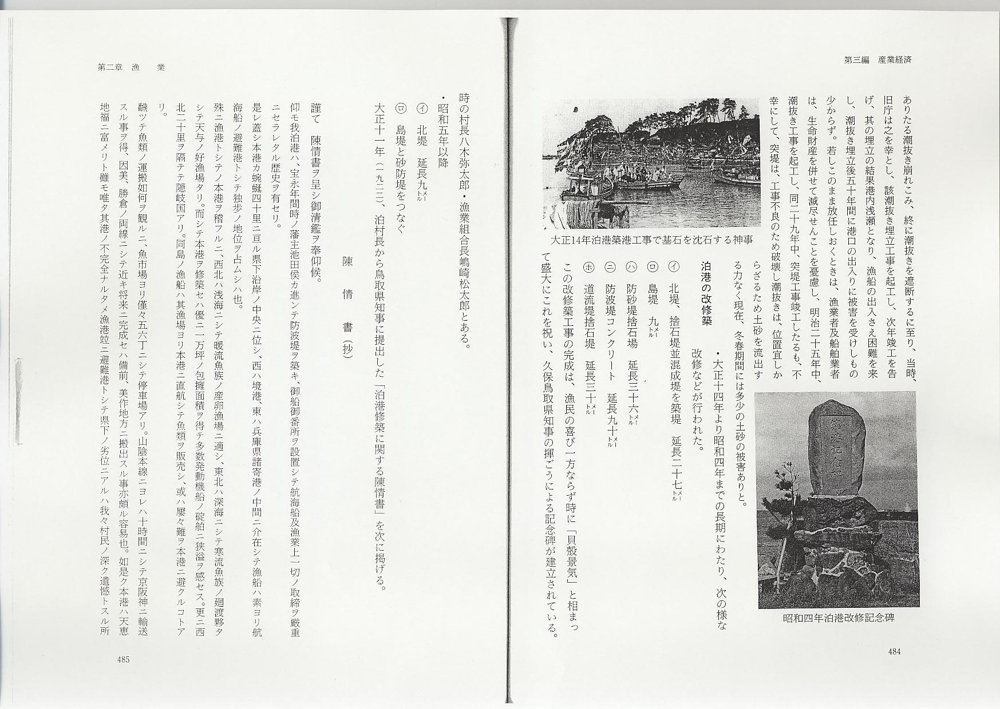 第三編　産業経済
ありたる潮抜き崩れこみ、終に潮抜きを遮断するに至り、当時、
旧庁は之を幸とし、該潮抜き埋立工事を起工し、次年竣工を告
げ、其の埋立の結果港内浅瀬となり、漁船の出入さえ困難を来
し、潮抜き埋立後五十年間に港口の出入りに被害を受けしもの
少からず。若しこのまま放任しおくときは、漁業者及船舶業者
は、生命財産を併せて滅尽せんことを憂慮し、明治二十五年中、
潮抜き工事を起工し、同二十九年中、突堤工事竣工したるも、不
幸にして、突堤は、工事不良のため破壊し潮抜きは、位置宜しか
らざるため土砂を流出す
る力なく現在、冬春期間には多少の土砂の被害ありと。
築港記念碑
昭和四年泊港改修記念碑
大正14年泊港築港工事で基石を沈石する神事
泊港の改修築
・大正十四年より昭和四年までの長期にわたり、次の様な
改修などが行われた。
㋑　北堤、捨石堤並混成堤を築堤　延長二十七メートル
㋺　島堤　九メートル
㋩　防砂堤捨石場　延長三十六メートル
㋥　防波堤コンクリート　延長九十メートル
㋭　道流堤捨石堤　延長三十メートル
この改修築工事の完成は、漁民の喜び一方ならず時に「貝殻景気」と相まっ
て盛大にこれを祝い、久保鳥取県知事の揮ごうによる記念碑が建立されている。
484
第二章　漁　業
時の村長八木弥太郎・漁業組合長嶋崎松太郎とある。
・昭和五年以降
㋑　北堤　延長九メートル
㋺　島堤と砂防堤をつなぐ
大正十一年（一九二二）、泊村長から鳥取県知事に提出した「泊港修築に関する陳情書」を次に掲げる。
陳　情　書（抄）
謹て　陳情書ヲ呈シ御清鑑ヲ奉仰候。
仰モ我泊港ハ、宝永年間時ノ藩主池田侯カ進ンテ防波堤ヲ築キ、御船御番所ヲ設置シテ航海船及漁業上一切ノ取締ヲ厳重
ニセラレタル歴史ヲ有セリ。
是レ蓋シ本港カ蜿蜒四十里ニ亘ル県下沿岸ノ中央ニ位シ、西ハ境港、東ハ兵庫県諸寄港ノ中間ニ介在シテ漁船ハ素ヨリ航
海船ノ避難港トシテ独歩ノ地位ヲ占ムシハ也。
殊ニ漁港トシテノ本港ヲ稽フルニ、西北ハ浅海ニシテ暖流魚族ノ産卵漁場ニ適シ、東北ハ深海ニシテ寒流魚族ノ廻渡夥タ
シテ天与ノ好漁場タリ。而シテ本港ヲ修築セハ優ニ一万坪ノ包擁面積ヲ得テ多数発動機船ノ碇舶ニ狭溢ヲ感セス。更ニ西
北二十里ヲ隔テテ隠岐国アリ。同島ノ漁船ハ其漁場ヨリ本港ニ直航シテ魚類ヲ販売シ、或ハ屡々難ヲ本港ニ避クルコトア
リ。
飜ツテ魚類ノ運搬如何ヲ観ルニ、魚市場ヨリ僅々五六丁ニシテ停車場アリ。山陰本線ニヨレハ十時間ニシテ京阪神ニ輸送
スル事ヲ得、因美、勝倉ノ両線ニシテ近キ将来ニ完成セハ備前、美作地方ニ搬出スル事亦頗ル容易也。如是ク本港ハ天恵
地福ニ富メリト雖モ唯タ其港ノ不完全ナルタメ漁港竝ニ避難港トシテ県下ノ劣位ニアルハ我々村民ノ深ク遺憾トスル所
485